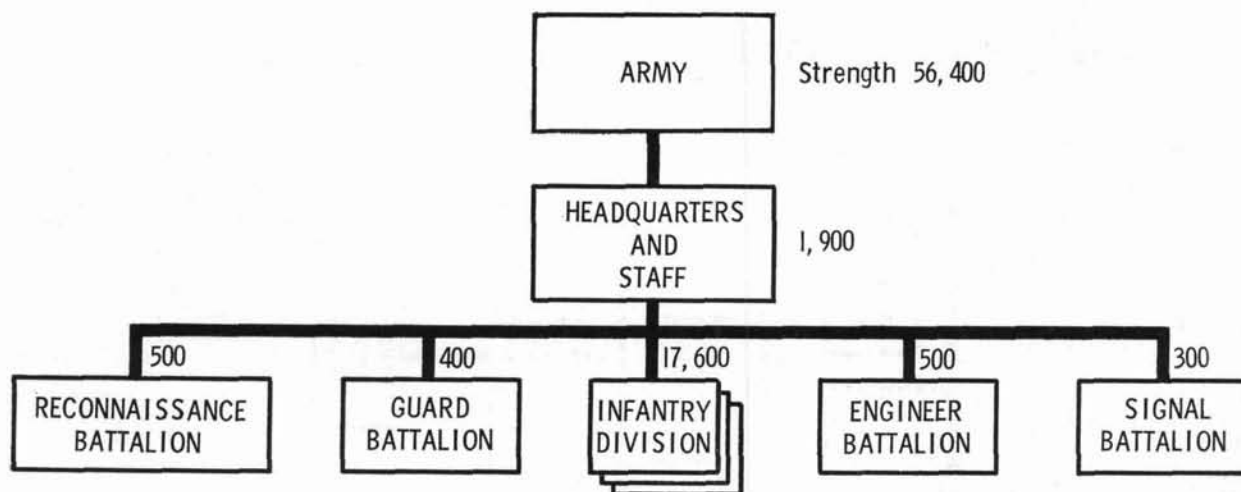 ARMY
Strength 56,400
HEADQUARTERS
AND
STAFF
1,900
500
400
17,600
500
300
RECONNAISSANCE
BATTALION
GUARD
BATTALION
INFANTRY
DIVISION
ENGINEER
BATTALION
SIGNAL
BATTALION